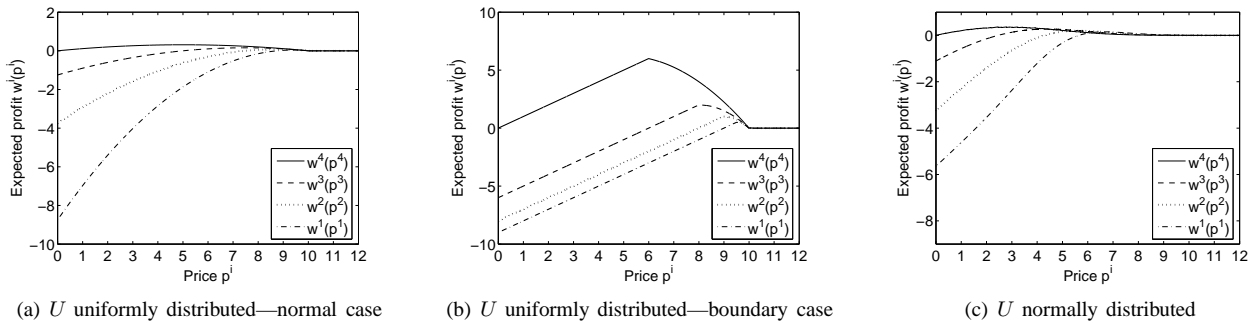 2
0
−2
−4
−6
−8
−10
0 1 2 3 4 5 6 7 8 9 10 11 12
Expected profit w^i(p^i)
Price p^i
w^4(p^4)
w^3(p^3)
w^2(p^2)
w^1(p^1)
(a) U uniformly distributed—normal case
10
5
0
−5
−10
0 1 2 3 4 5 6 7 8 9 10 11 12
Expected profit w^i(p^i)
Price p^i
w^4(p^4)
w^3(p^3)
w^2(p^2)
w^1(p^1)
(b) U uniformly distributed—boundary case
0
−2
−4
−6
−8
0 1 2 3 4 5 6 7 8 9 10 11 12
Expected profit w^i(p^i)
Price p^i
w^4(p^4)
w^3(p^3)
w^2(p^2)
w^1(p^1)
(c) U normally distributed